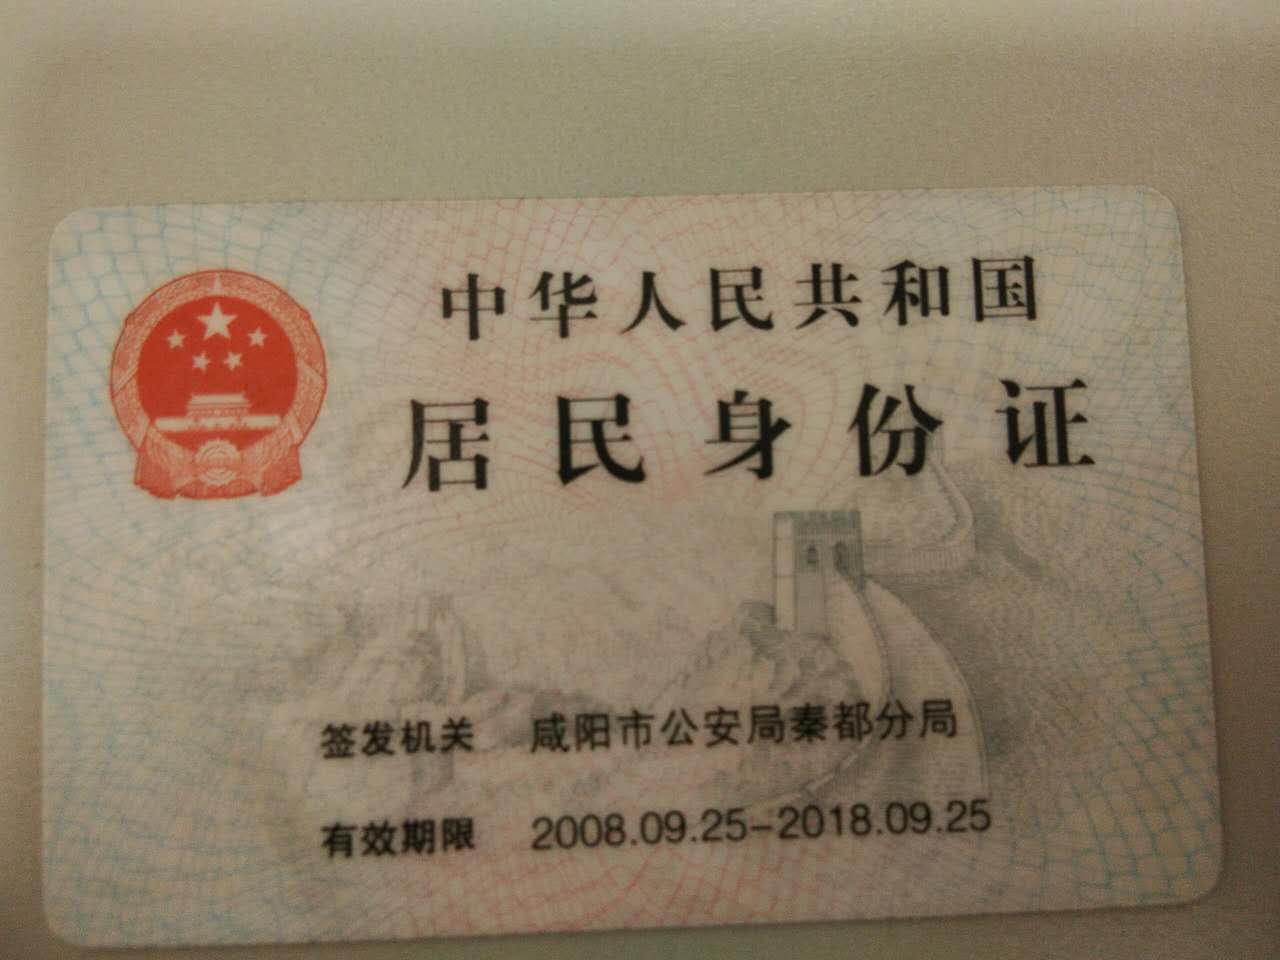 中华人民共和国
居民身份证
签发机关 咸阳市公安局秦都分局
有效期限 2008.09.25-2018.09.25